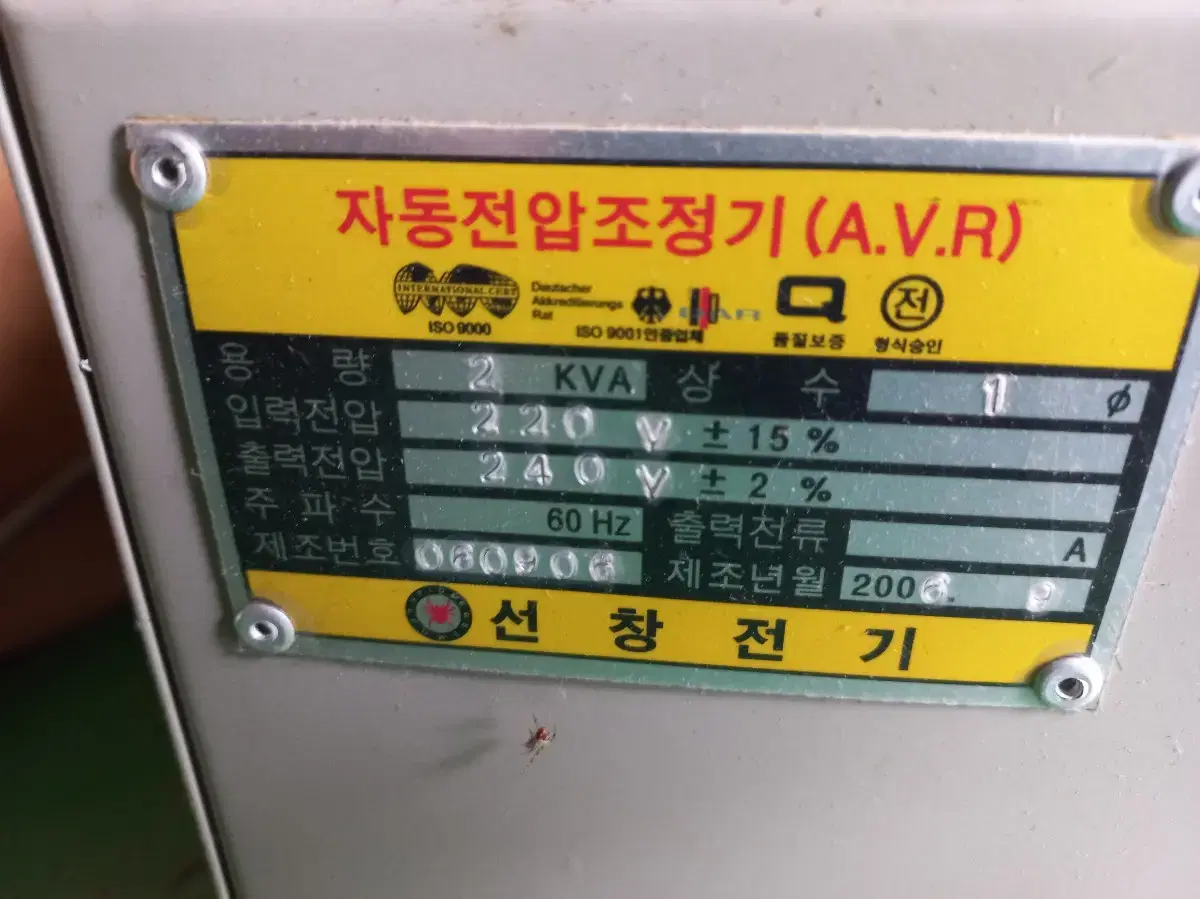 자동전압조정기(A.V.R)
INTERNATIONAL CERT
ISO 9000
Deutscher
Akkreditierungs
Rat
DAR
ISO 9001인증업체
Q
품질보증
전
형식승인
용 량 2 KVA 상 수 1 ø
입력전압 220 V ± 15 %
출력전압 240 V ± 2 %
주 파 수 60 Hz 출력전류 A
제조번호 060906 제조년월 2006. 9
선 창 전 기